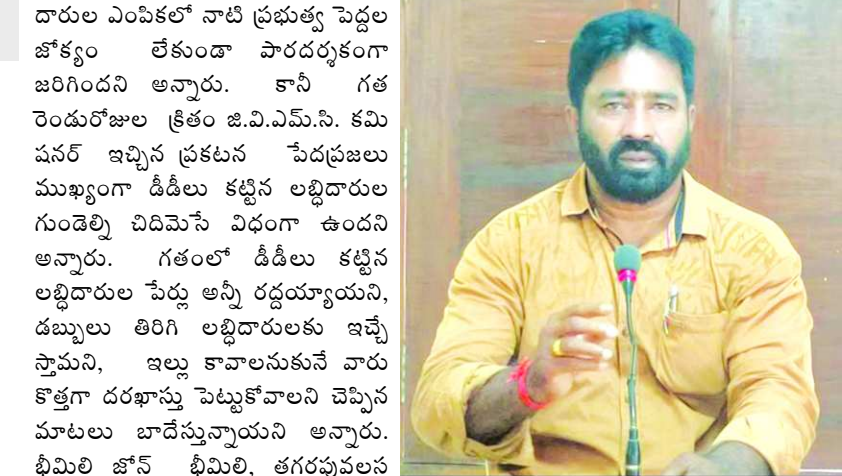 దారుల ఎంపికలో నాటి ప్రభుత్వ పెద్దల
జోక్యం లేకుండా పారదర్శకంగా
జరిగిందని అన్నారు. కానీ గత
రెండురోజుల క్రితం జి.వి.ఎమ్.సి. కమి
షనర్ ఇచ్చిన ప్రకటన పేదప్రజలు
ముఖ్యంగా డీడీలు కట్టిన లబ్ధిదారుల
గుండెల్ని చిదిమెసే విధంగా ఉందని
అన్నారు. గతంలో డీడీలు కట్టిన
లబ్ధిదారుల పేర్లు అన్నీ రద్దయ్యాయని,
డబ్బులు తిరిగి లబ్ధిదారులకు ఇచ్చే
స్తామని, ఇల్లు కావాలనుకునే వారు
కొత్తగా దరఖాస్తు పెట్టుకోవాలని చెప్పిన
మాటలు బాదేస్తున్నాయని అన్నారు.
భీమిలి జోన్ భీమిలి, తగరపువలస